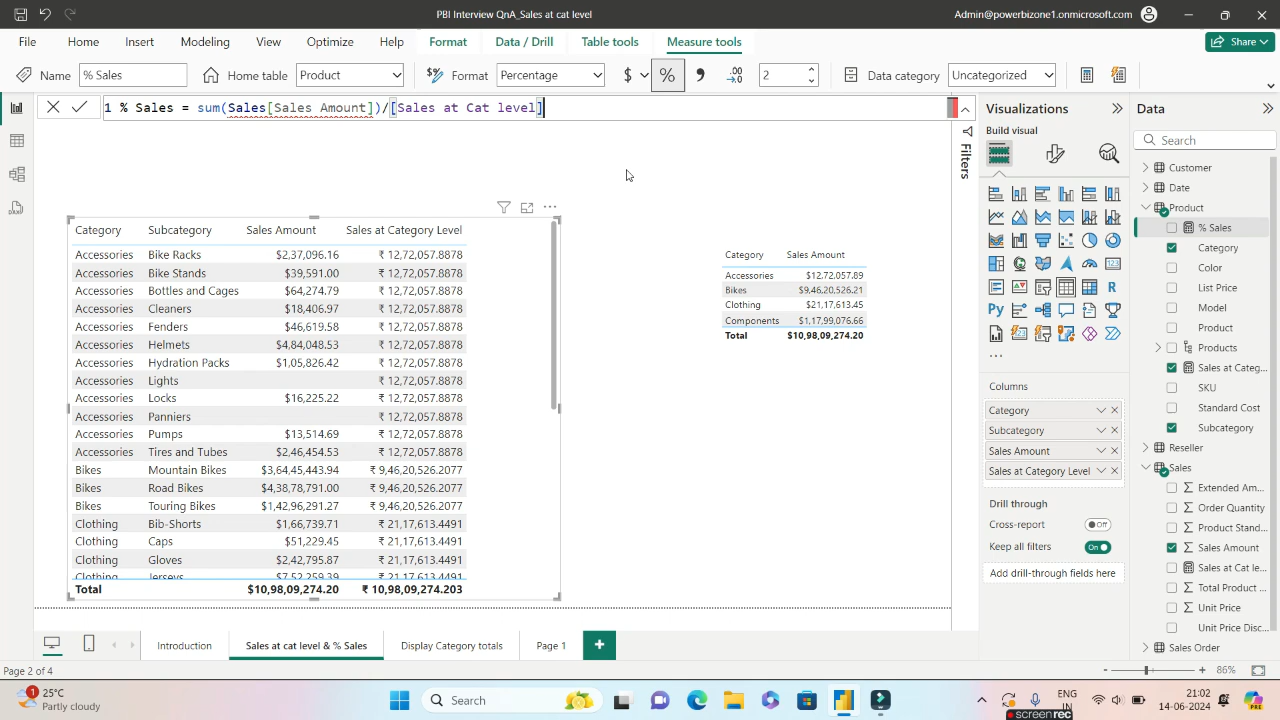 PBI Interview QnA_Sales at cat level
Admin@powerbizone1.onmicrosoft.com
File Home Insert Modeling View Optimize Help Format Data / Drill Table tools Measure tools Share
Name % Sales Home table Product Format Percentage $ % , .00 →0 2 Data category Uncategorized
1 % Sales = sum(Sales[Sales Amount])/[Sales at Cat level]
Filters
Category Subcategory Sales Amount Sales at Category Level
Accessories Bike Racks $2,37,096.16 ₹ 12,72,057.8878
Accessories Bike Stands $39,591.00 ₹ 12,72,057.8878
Accessories Bottles and Cages $64,274.79 ₹ 12,72,057.8878
Accessories Cleaners $18,406.97 ₹ 12,72,057.8878
Accessories Fenders $46,619.58 ₹ 12,72,057.8878
Accessories Helmets $4,84,048.53 ₹ 12,72,057.8878
Accessories Hydration Packs $1,05,826.42 ₹ 12,72,057.8878
Accessories Lights ₹ 12,72,057.8878
Accessories Locks $16,225.22 ₹ 12,72,057.8878
Accessories Panniers ₹ 12,72,057.8878
Accessories Pumps $13,514.69 ₹ 12,72,057.8878
Accessories Tires and Tubes $2,46,454.53 ₹ 12,72,057.8878
Bikes Mountain Bikes $3,64,45,443.94 ₹ 9,46,20,526.2077
Bikes Road Bikes $4,38,78,791.00 ₹ 9,46,20,526.2077
Bikes Touring Bikes $1,42,96,291.27 ₹ 9,46,20,526.2077
Clothing Bib-Shorts $1,66,739.71 ₹ 21,17,613.4491
Clothing Caps $51,229.45 ₹ 21,17,613.4491
Clothing Gloves $2,42,795.87 ₹ 21,17,613.4491
Clothing Jerseys $7,52,259.39 ₹ 21,17,613.4491
Total $10,98,09,274.20 ₹ 10,98,09,274.203
Category Sales Amount
Accessories $12,72,057.89
Bikes $9,46,20,526.21
Clothing $21,17,613.45
Components $1,17,99,076.66
Total $10,98,09,274.20
Visualizations
Build visual
Py
R
123
Columns
Category
Subcategory
Sales Amount
Sales at Category Level
Drill through
Cross-report Off
Keep all filters On
Add drill-through fields here
Data
Search
Customer
Date
Product
% Sales
Category
Color
List Price
Model
Product
Products
Sales at Categ...
SKU
Standard Cost
Subcategory
Reseller
Sales
Extended Am...
Order Quantity
Product Stand...
Sales Amount
Sales at Cat le...
Total Product ...
Unit Price
Unit Price Disc...
Sales Order
Introduction Sales at cat level & % Sales Display Category totals Page 1
Page 2 of 4
86%
1 25°C
Partly cloudy
Search
ENG
IN
21:02
14-06-2024
PRE
screenrec